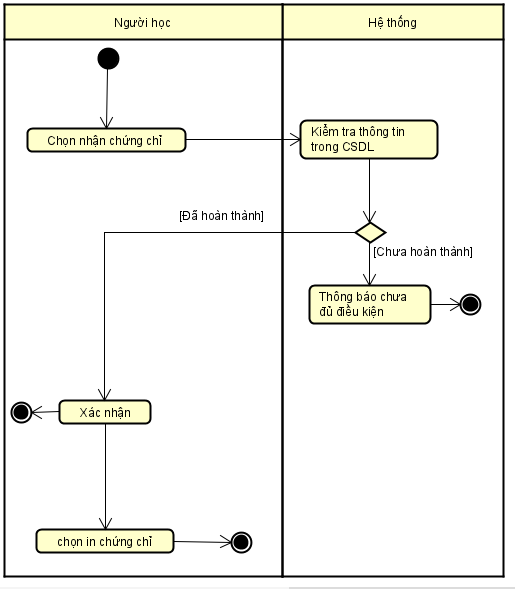 Người học
Hệ thống
Chọn nhận chứng chỉ
Kiểm tra thông tin
trong CSDL
[Đã hoàn thành]
[Chưa hoàn thành]
Thông báo chưa
đủ điều kiện
Xác nhận
chọn in chứng chỉ